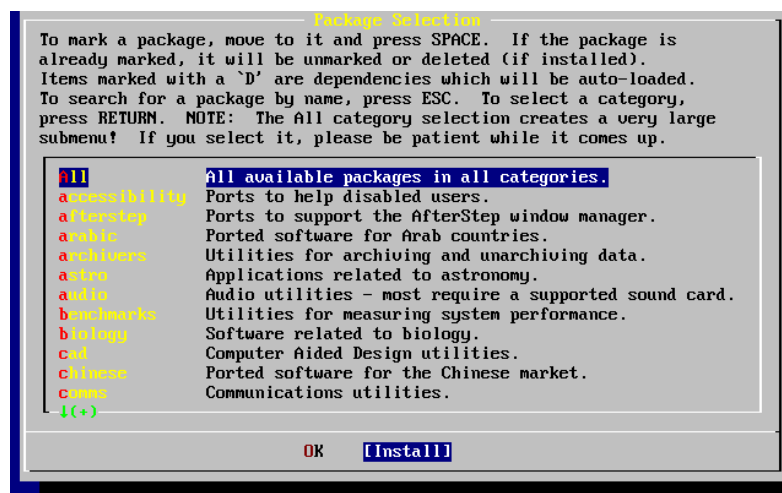 Package Selection
To mark a package, move to it and press SPACE.  If the package is
already marked, it will be unmarked or deleted (if installed).
Items marked with a `D' are dependencies which will be auto-loaded.
To search for a package by name, press ESC.  To select a category,
press RETURN.  NOTE:  The All category selection creates a very large
submenu!  If you select it, please be patient while it comes up.
All All available packages in all categories.
accessibility Ports to help disabled users.
afterstep Ports to support the AfterStep window manager.
arabic Ported software for Arab countries.
archivers Utilities for archiving and unarchiving data.
astro Applications related to astronomy.
audio Audio utilities - most require a supported sound card.
benchmarks Utilities for measuring system performance.
biology Software related to biology.
cad Computer Aided Design utilities.
chinese Ported software for the Chinese market.
comms Communications utilities.
↓(+)
OK [Install]